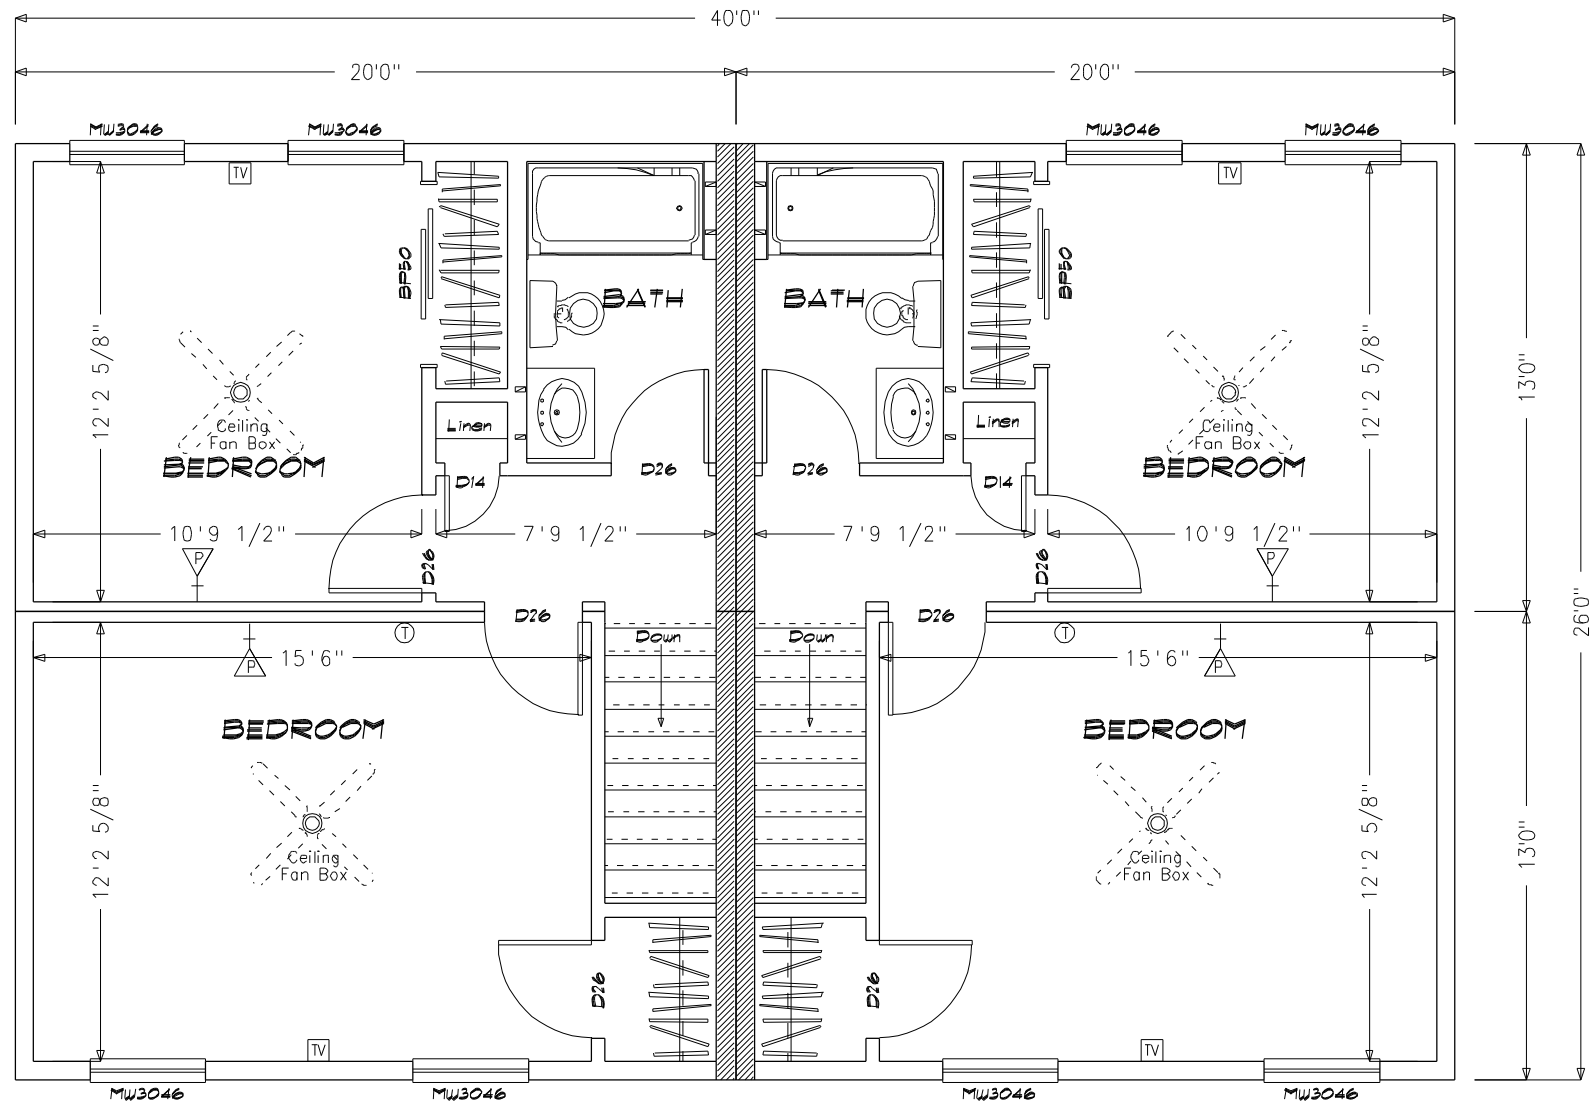 40'0"
20'0"
20'0"
MW3046
MW3046
MW3046
MW3046
TV
TV
BP50
BATH
BATH
BP50
12'2 5/8"
12'2 5/8"
13'0"
Ceiling
Fan Box
BEDROOM
Linen
Linen
Ceiling
Fan Box
BEDROOM
D14
D26
D26
D14
10'9 1/2"
7'9 1/2"
7'9 1/2"
10'9 1/2"
P
D26
D26
P
26'0"
D26
D26
T
Down
Down
T
15'6"
P
15'6"
P
BEDROOM
BEDROOM
12'2 5/8"
12'2 5/8"
13'0"
Ceiling
Fan Box
Ceiling
Fan Box
D26
D26
TV
TV
MW3046
MW3046
MW3046
MW3046